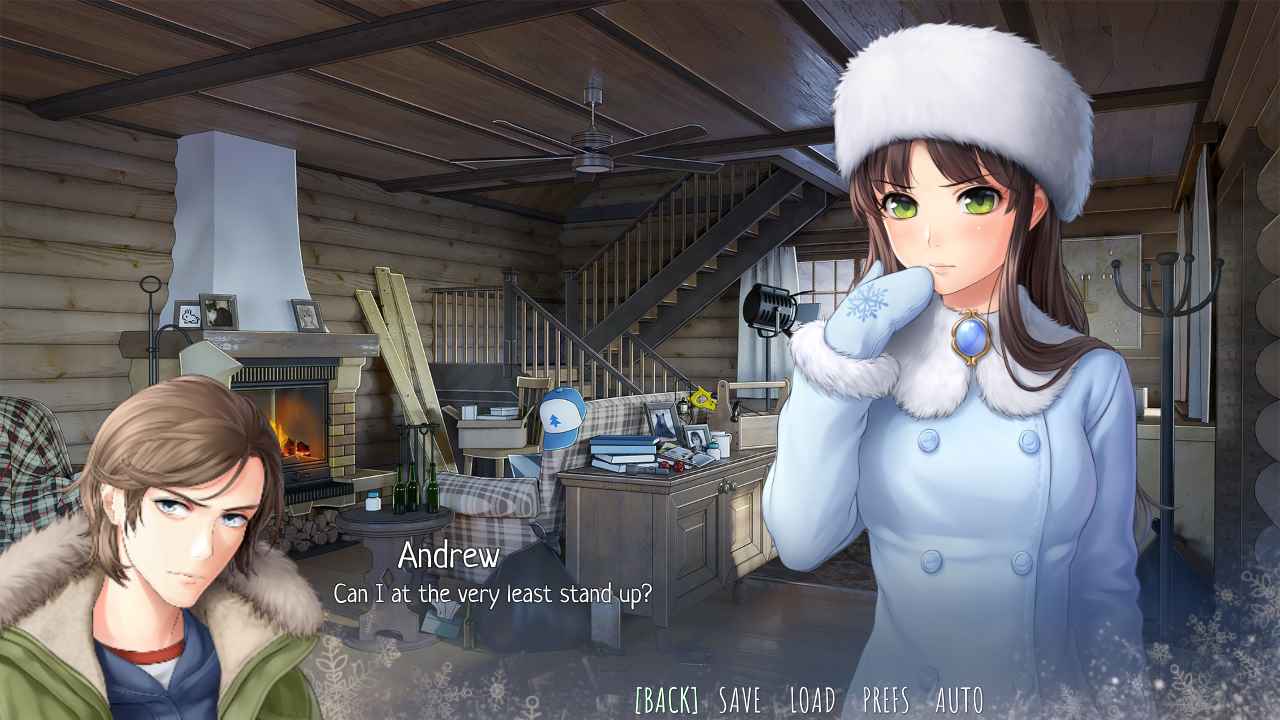 Andrew
Can I at the very least stand up?
[BACK] SAVE LOAD PREFS AUTO